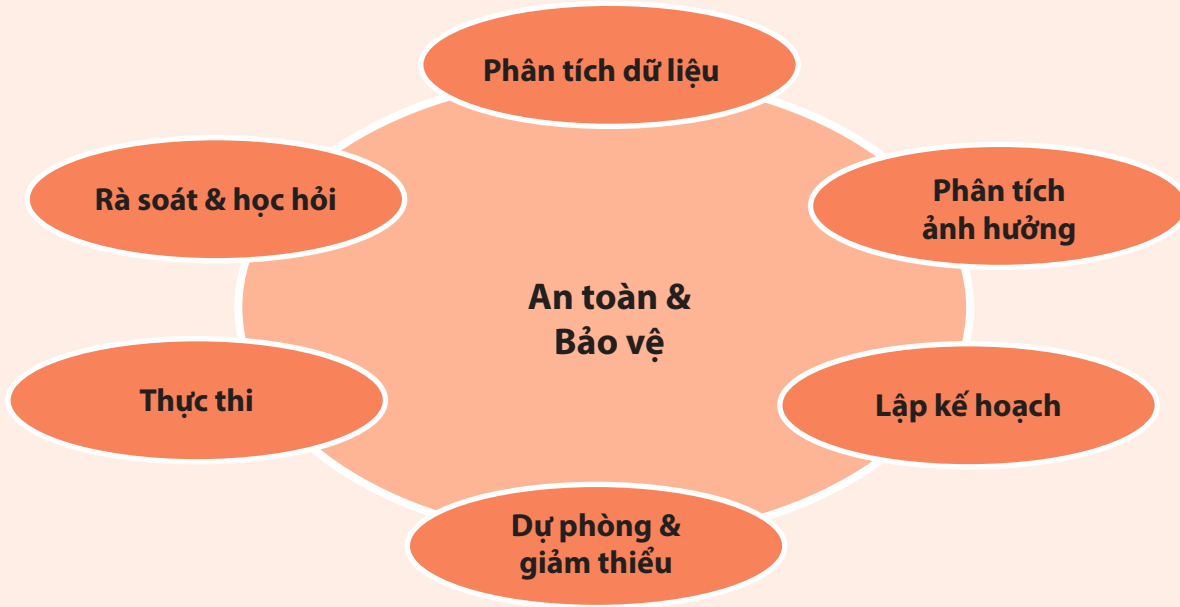 Phân tích dữ liệu
Rà soát & học hỏi
Phân tích
ảnh hưởng
An toàn &
Bảo vệ
Thực thi
Lập kế hoạch
Dự phòng &
giảm thiểu